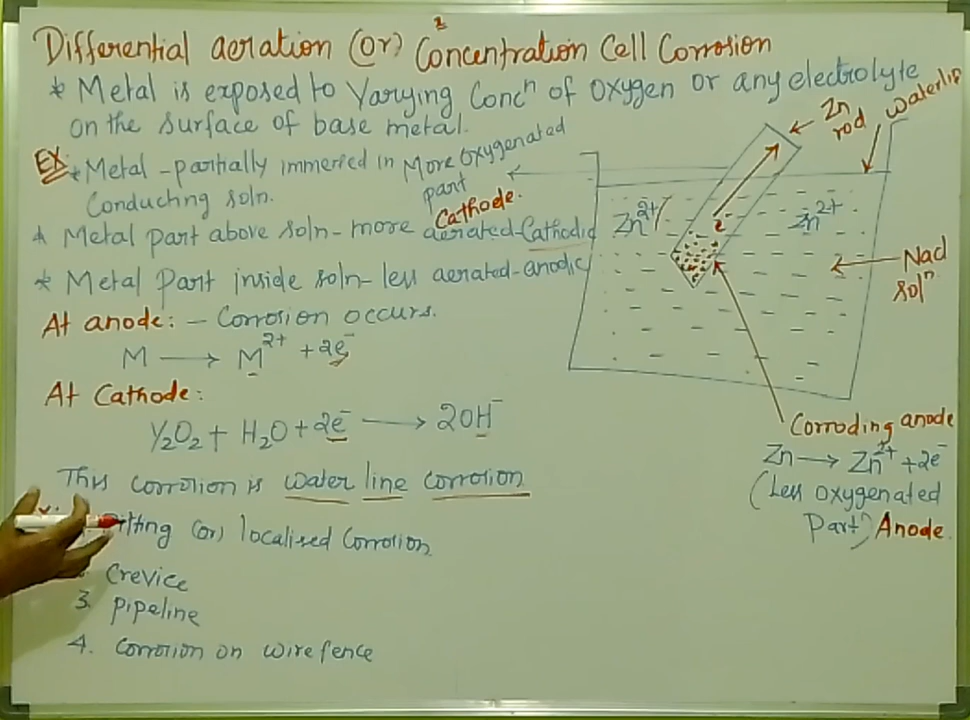 Differential aeration (or) Concentration Cell Corrosion
* Metal is exposed to Varying Concⁿ of Oxygen or any electrolyte
on the surface of base metal.
Ex: * Metal - partially immersed in
Conducting soln.
* Metal part above soln - more aerated - Cathodic
* Metal Part inside soln - less aerated - anodic
At anode: - Corrosion occurs.
M ⟶ M²⁺ + 2e⁻
At Cathode:
1/2O₂ + H₂O + 2e⁻ ⟶ 2OH⁻
This corrosion is water line corrosion
(or) localised Corrosion
Crevice
3. Pipeline
4. Corrosion on wire fence
More Oxygenated
part
Cathode.
Zn
rod
Zn²⁺
Zn²⁺
Nacl
solⁿ
Corroding anode
Zn ⟶ Zn²⁺ + 2e⁻
(Less oxygenated
Part) Anode.